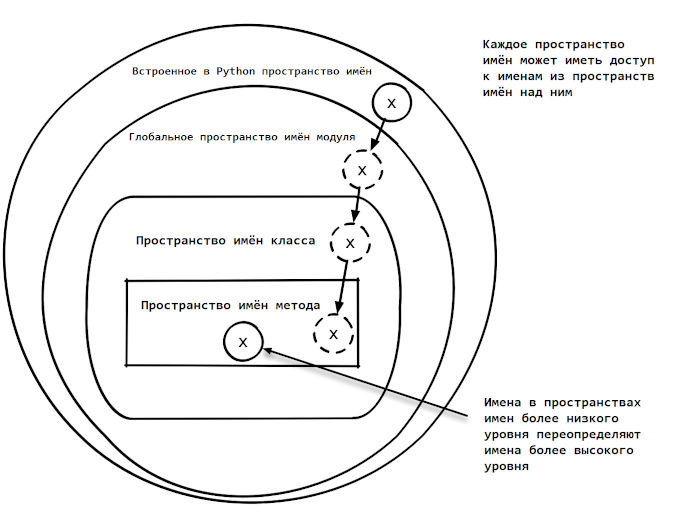 Каждое пространство
имён может иметь доступ
к именам из пространств
имён над ним
Встроенное в Python пространство имён
X
Глобальное пространство имён модуля
X
Пространство имён класса
X
Пространство имён метода
X
X
Имена в пространствах
имен более низкого
уровня переопределяют
имена более высокого
уровня